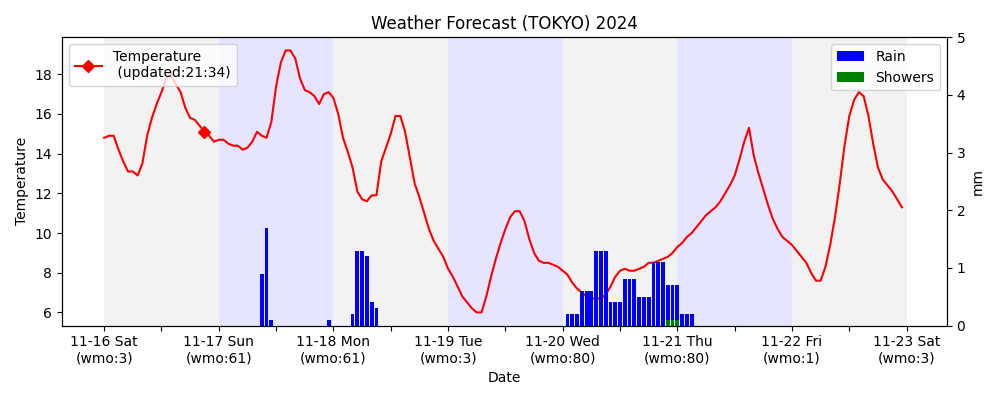 Weather Forecast (TOKYO) 2024
Temperature
(updated:21:34)
Rain
Showers
18
16
14
12
10
8
6
Temperature
5
4
3
2
1
0
mm
11-16 Sat
(wmo:3)
11-17 Sun
(wmo:61)
11-18 Mon
(wmo:61)
11-19 Tue
(wmo:3)
11-20 Wed
(wmo:80)
11-21 Thu
(wmo:80)
11-22 Fri
(wmo:1)
11-23 Sat
(wmo:3)
Date